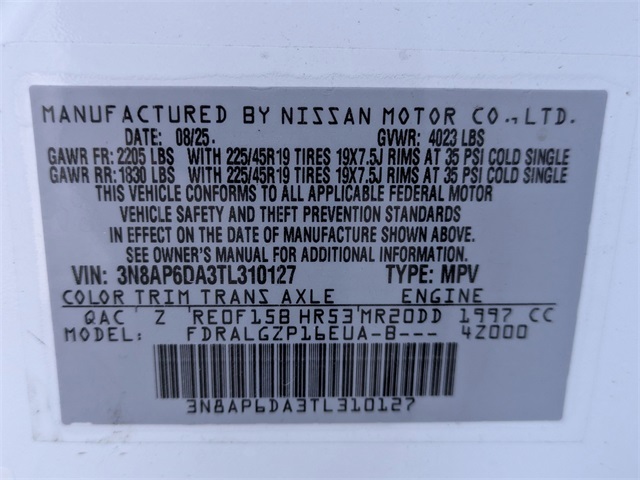 MANUFACTURED BY NISSAN MOTOR CO., LTD.
DATE: 08/25. GVWR: 4023 LBS
GAWR FR: 2205 LBS WITH 225/45R19 TIRES 19X7.5J RIMS AT 35 PSI COLD SINGLE
GAWR RR: 1830 LBS WITH 225/45R19 TIRES 19X7.5J RIMS AT 35 PSI COLD SINGLE
THIS VEHICLE CONFORMS TO ALL APPLICABLE FEDERAL MOTOR
VEHICLE SAFETY AND THEFT PREVENTION STANDARDS
IN EFFECT ON THE DATE OF MANUFACTURE SHOWN ABOVE.
SEE OWNER'S MANUAL FOR ADDITIONAL INFORMATION.
VIN: 3N8AP6DA3TL310127 TYPE: MPV
COLOR TRIM TRANS AXLE ENGINE
QAC Z RE0F15B HR53 MR20DD 1997 CC
MODEL: FDRALGZP16EUA-B--- 4Z000
3N8AP6DA3TL310127